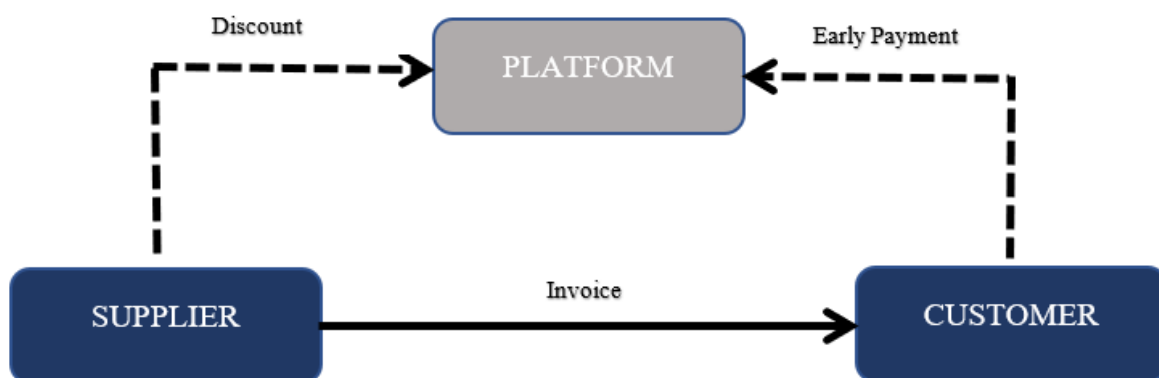 Discount
Early Payment
PLATFORM
Invoice
SUPPLIER
CUSTOMER